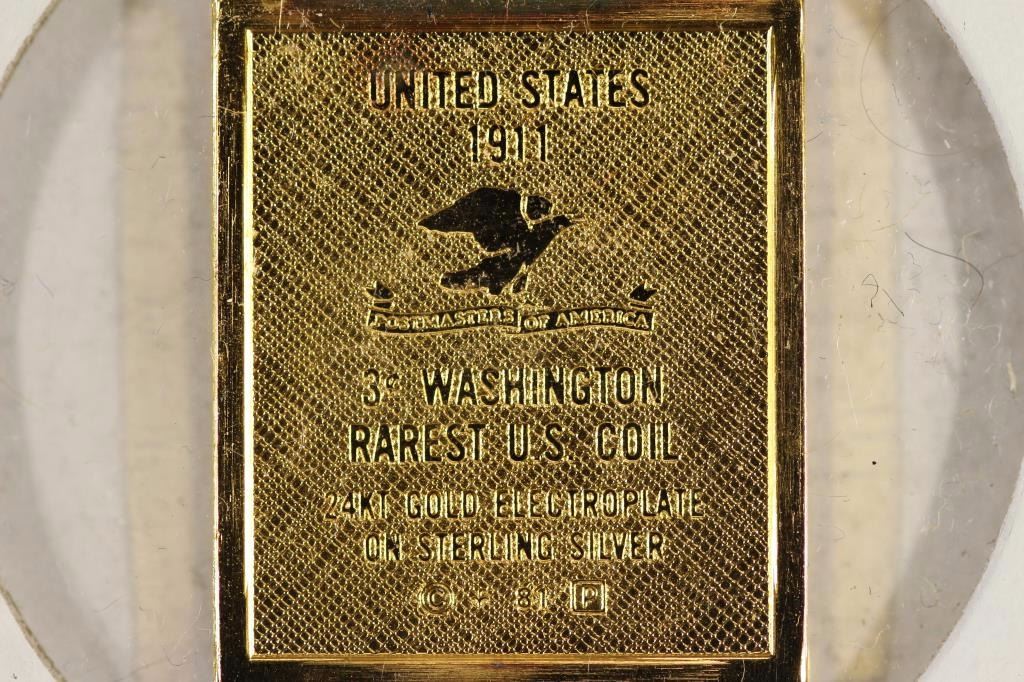 UNITED STATES
1911
POSTMASTERS OF AMERICA
3¢ WASHINGTON
RAREST U.S. COIL
24KT GOLD ELECTROPLATE
ON STERLING SILVER
© * 81 P